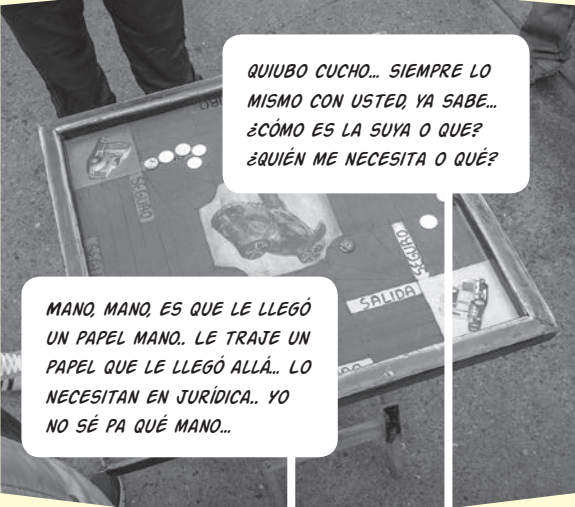 QUIUBO CUCHO... SIEMPRE LO
MISMO CON USTED, YA SABE...
¿CÓMO ES LA SUYA O QUE?
¿QUIÉN ME NECESITA O QUÉ?
SEGURO
SEGURO
SALIDA
MANO, MANO, ES QUE LE LLEGÓ
UN PAPEL MANO.. LE TRAJE UN
PAPEL QUE LE LLEGÓ ALLÁ... LO
NECESITAN EN JURÍDICA.. YO
NO SÉ PA QUÉ MANO...